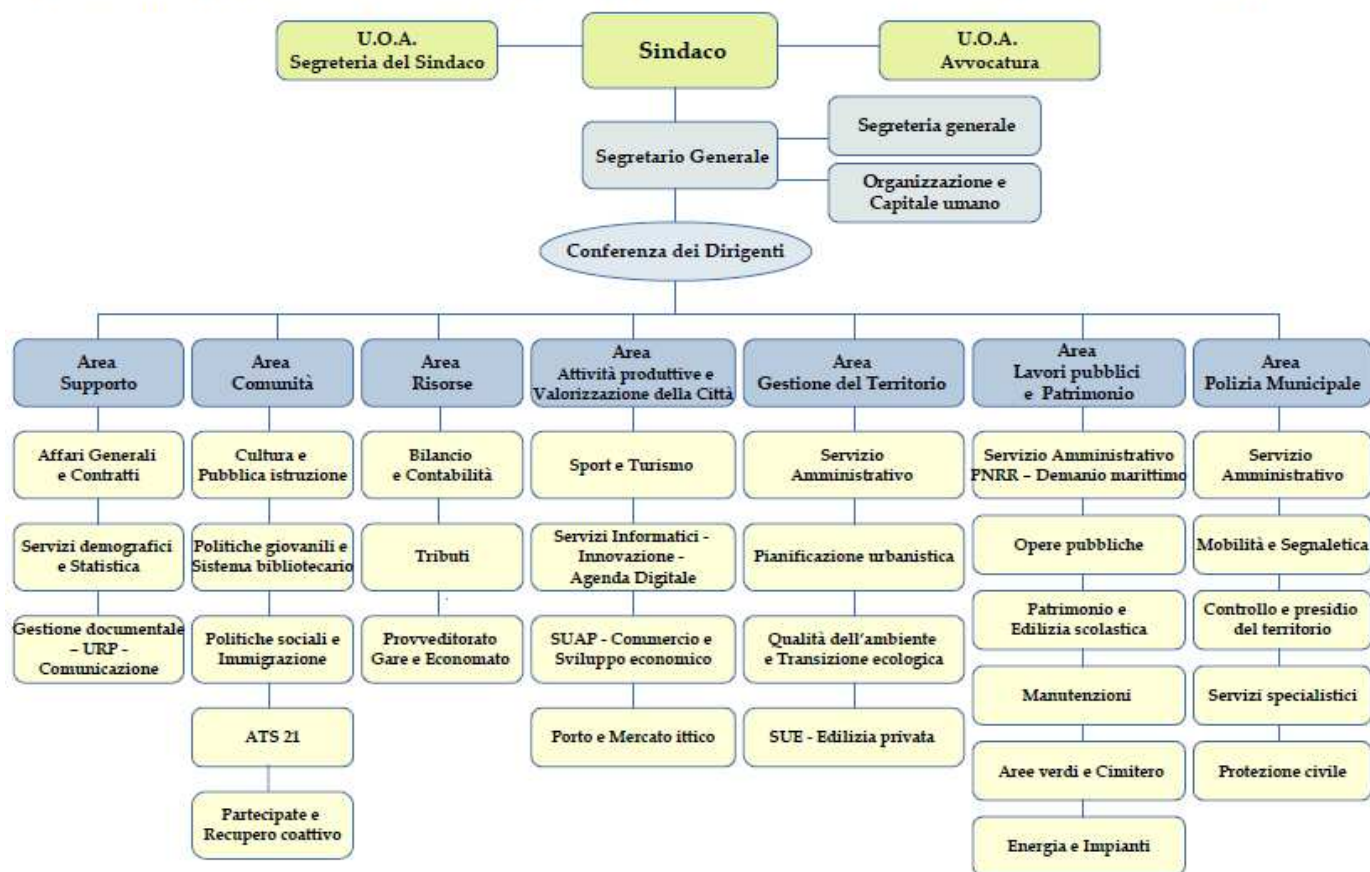 U.O.A.
Segreteria del Sindaco
Sindaco
U.O.A.
Avvocatura
Segretario Generale
Segreteria generale
Organizzazione e
Capitale umano
Conferenza dei Dirigenti
Area
Supporto
Area
Comunità
Area
Risorse
Area
Attività produttive e
Valorizzazione della Città
Area
Gestione del Territorio
Area
Lavori pubblici
e Patrimonio
Area
Polizia Municipale
Affari Generali
e Contratti
Servizi demografici
e Statistica
Gestione documentale
– URP -
Comunicazione
Cultura e
Pubblica istruzione
Politiche giovanili e
Sistema bibliotecario
Politiche sociali e
Immigrazione
ATS 21
Partecipate e
Recupero coattivo
Bilancio
e Contabilità
Tributi
Provveditorato
Gare e Economato
Sport e Turismo
Servizi Informatici -
Innovazione -
Agenda Digitale
SUAP - Commercio e
Sviluppo economico
Porto e Mercato ittico
Servizio
Amministrativo
Pianificazione urbanistica
Qualità dell'ambiente
e Transizione ecologica
SUE - Edilizia privata
Servizio Amministrativo
PNRR – Demanio marittimo
Opere pubbliche
Patrimonio e
Edilizia scolastica
Manutenzioni
Aree verdi e Cimitero
Energia e Impianti
Servizio
Amministrativo
Mobilità e Segnaletica
Controllo e presidio
del territorio
Servizi specialistici
Protezione civile